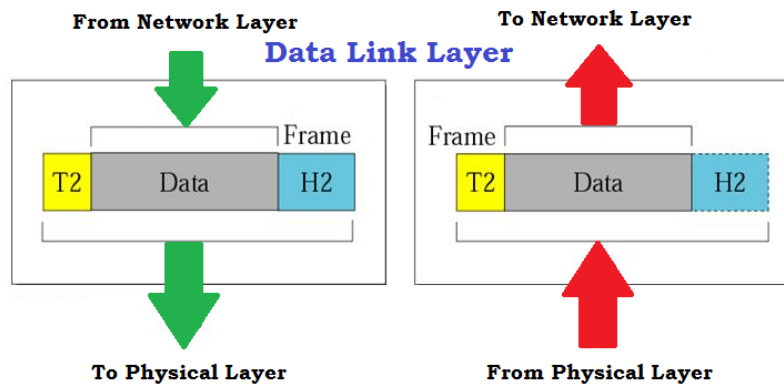 From Network Layer
To Network Layer
Data Link Layer
Frame
T2 Data H2
Frame
T2 Data H2
To Physical Layer
From Physical Layer